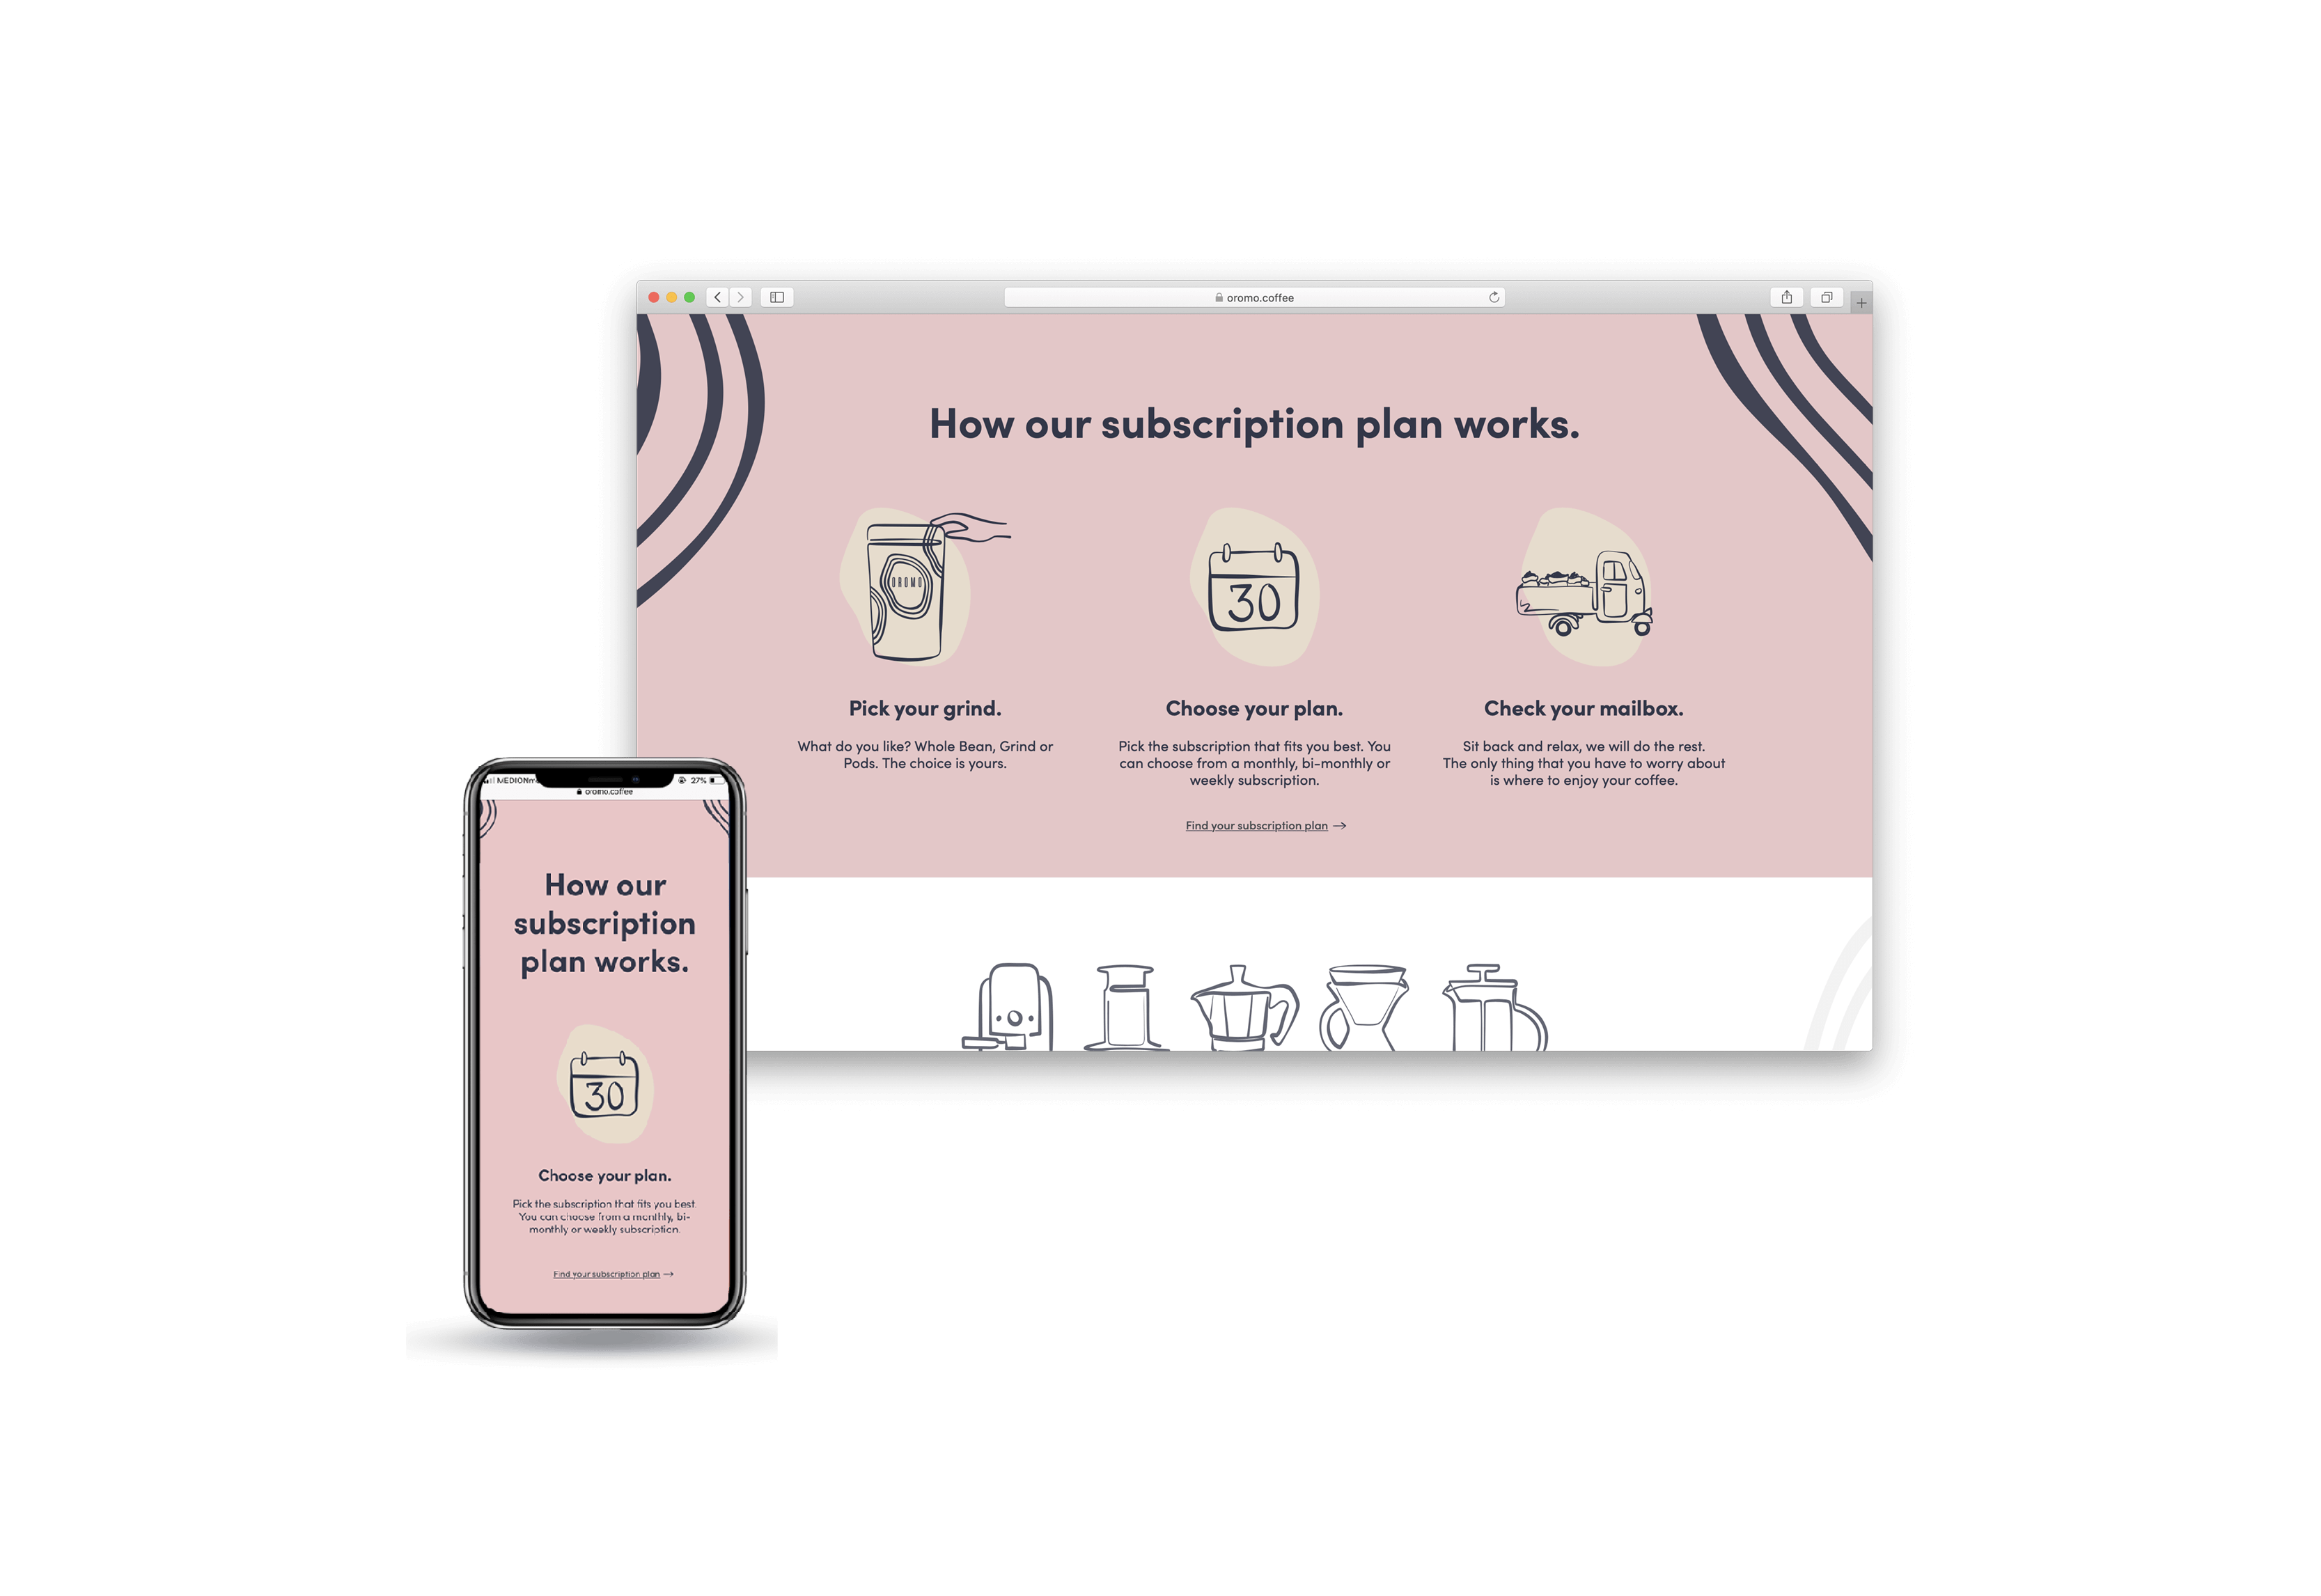 oromo.coffee
How our subscription plan works.
OROMO
30
Pick your grind.
What do you like? Whole Bean, Grind or
Pods. The choice is yours.
Choose your plan.
Pick the subscription that fits you best. You
can choose from a monthly, bi-monthly or
weekly subscription.
Check your mailbox.
Sit back and relax, we will do the rest.
The only thing that you have to worry about
is where to enjoy your coffee.
Find your subscription plan →
27%
oromo.coffee
How our
subscription
plan works.
30
Choose your plan.
Pick the subscription that fits you best.
You can choose from a monthly, bi-
monthly or weekly subscription.
Find your subscription plan →